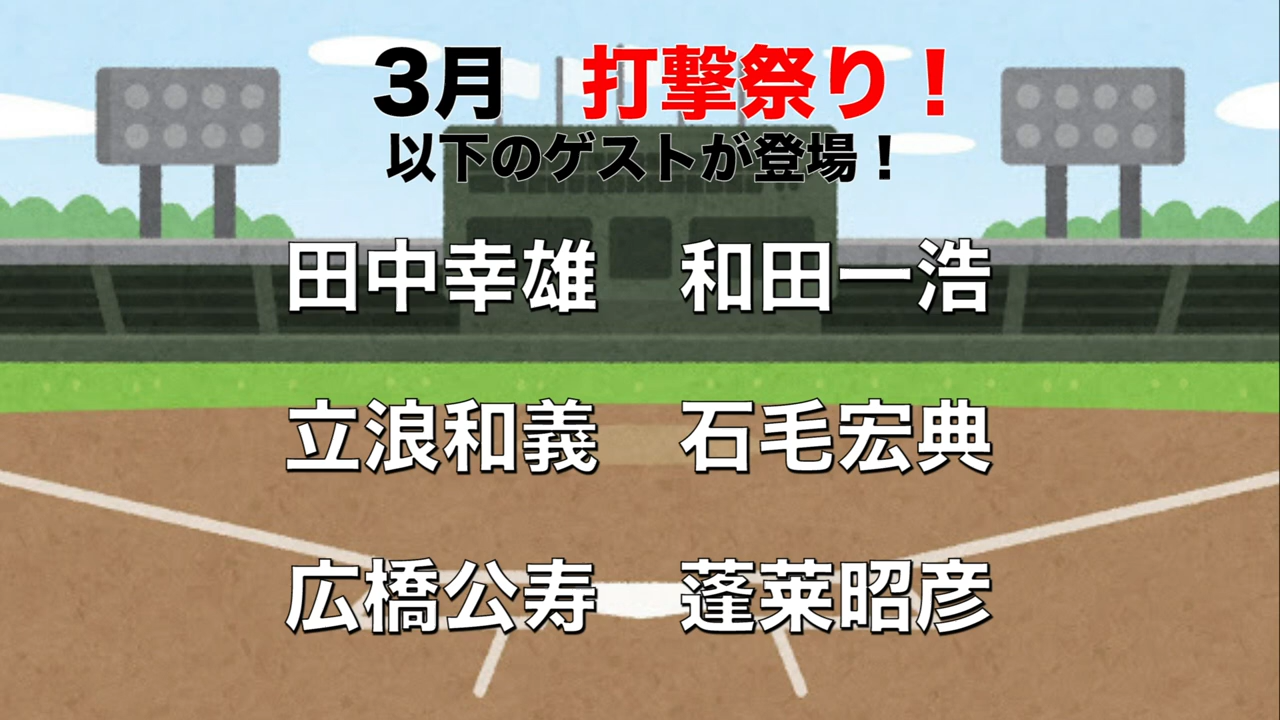 3月　打撃祭り！
以下のゲストが登場！
田中幸雄　和田一浩
立浪和義　石毛宏典
広橋公寿　蓬莱昭彦